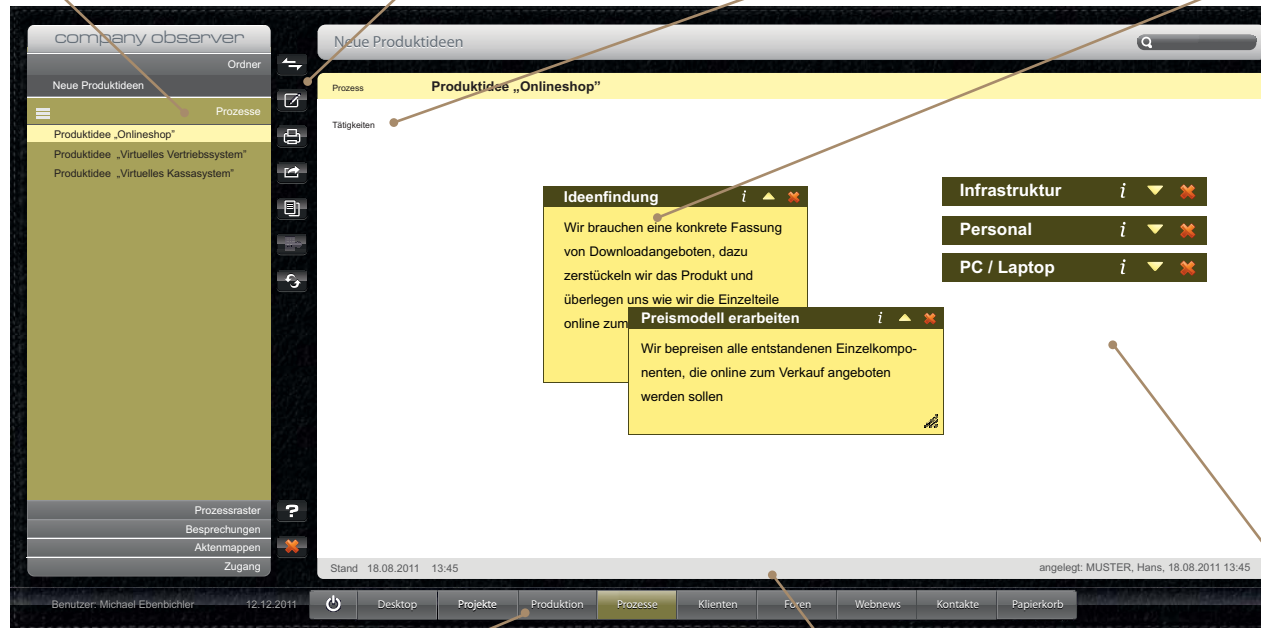 company observer
Ordner
Neue Produktideen
Prozesse
Produktidee „Onlineshop”
Produktidee „Virtuelles Vertriebssystem”
Produktidee „Virtuelles Kassasystem”
Prozessraster
Besprechungen
Aktenmappen
Zugang
Neue Produktideen
Prozess Produktidee „Onlineshop”
Tätigkeiten
Ideenfindung i
Wir brauchen eine konkrete Fassung
von Downloadangeboten, dazu
zerstückeln wir das Produkt und
überlegen uns wie wir die Einzelteile
online zum
Preismodell erarbeiten i
Wir bepreisen alle entstandenen Einzelkompo-
nenten, die online zum Verkauf angeboten
werden sollen
Infrastruktur i
Personal i
PC / Laptop i
?
Stand 18.08.2011 13:45 angelegt: MUSTER, Hans, 18.08.2011 13:45
Benutzer: Michael Ebenbichler 12.12.2011 Desktop Projekte Produktion Prozesse Klienten Foren Webnews Kontakte Papierkorb